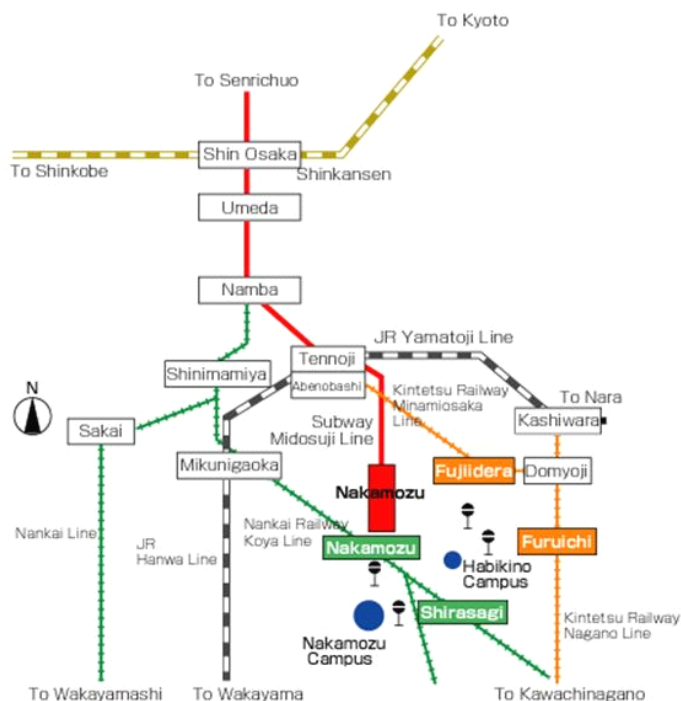 To Kyoto
To Senrichuo
Shin Osaka
To Shinkobe
Shinkansen
Umeda
Namba
JR Yamatoji Line
Tennoji
Shinimamiya
Abenobashi
Kintetsu Railway
Minamiosaka
Line
To Nara
N
Kashiwara
Subway
Midosuji Line
Sakai
Mikunigaoka
Fujiidera
Domyoji
Nakamozu
Nankai Line
JR
Hanwa Line
Nankai Railway
Koya Line
Nakamozu
Furuichi
Habikino
Campus
Shirasagi
Kintetsu Railway
Nagano Line
Nakamozu
Campus
To Wakayamashi
To Wakayama
To Kawachinagano